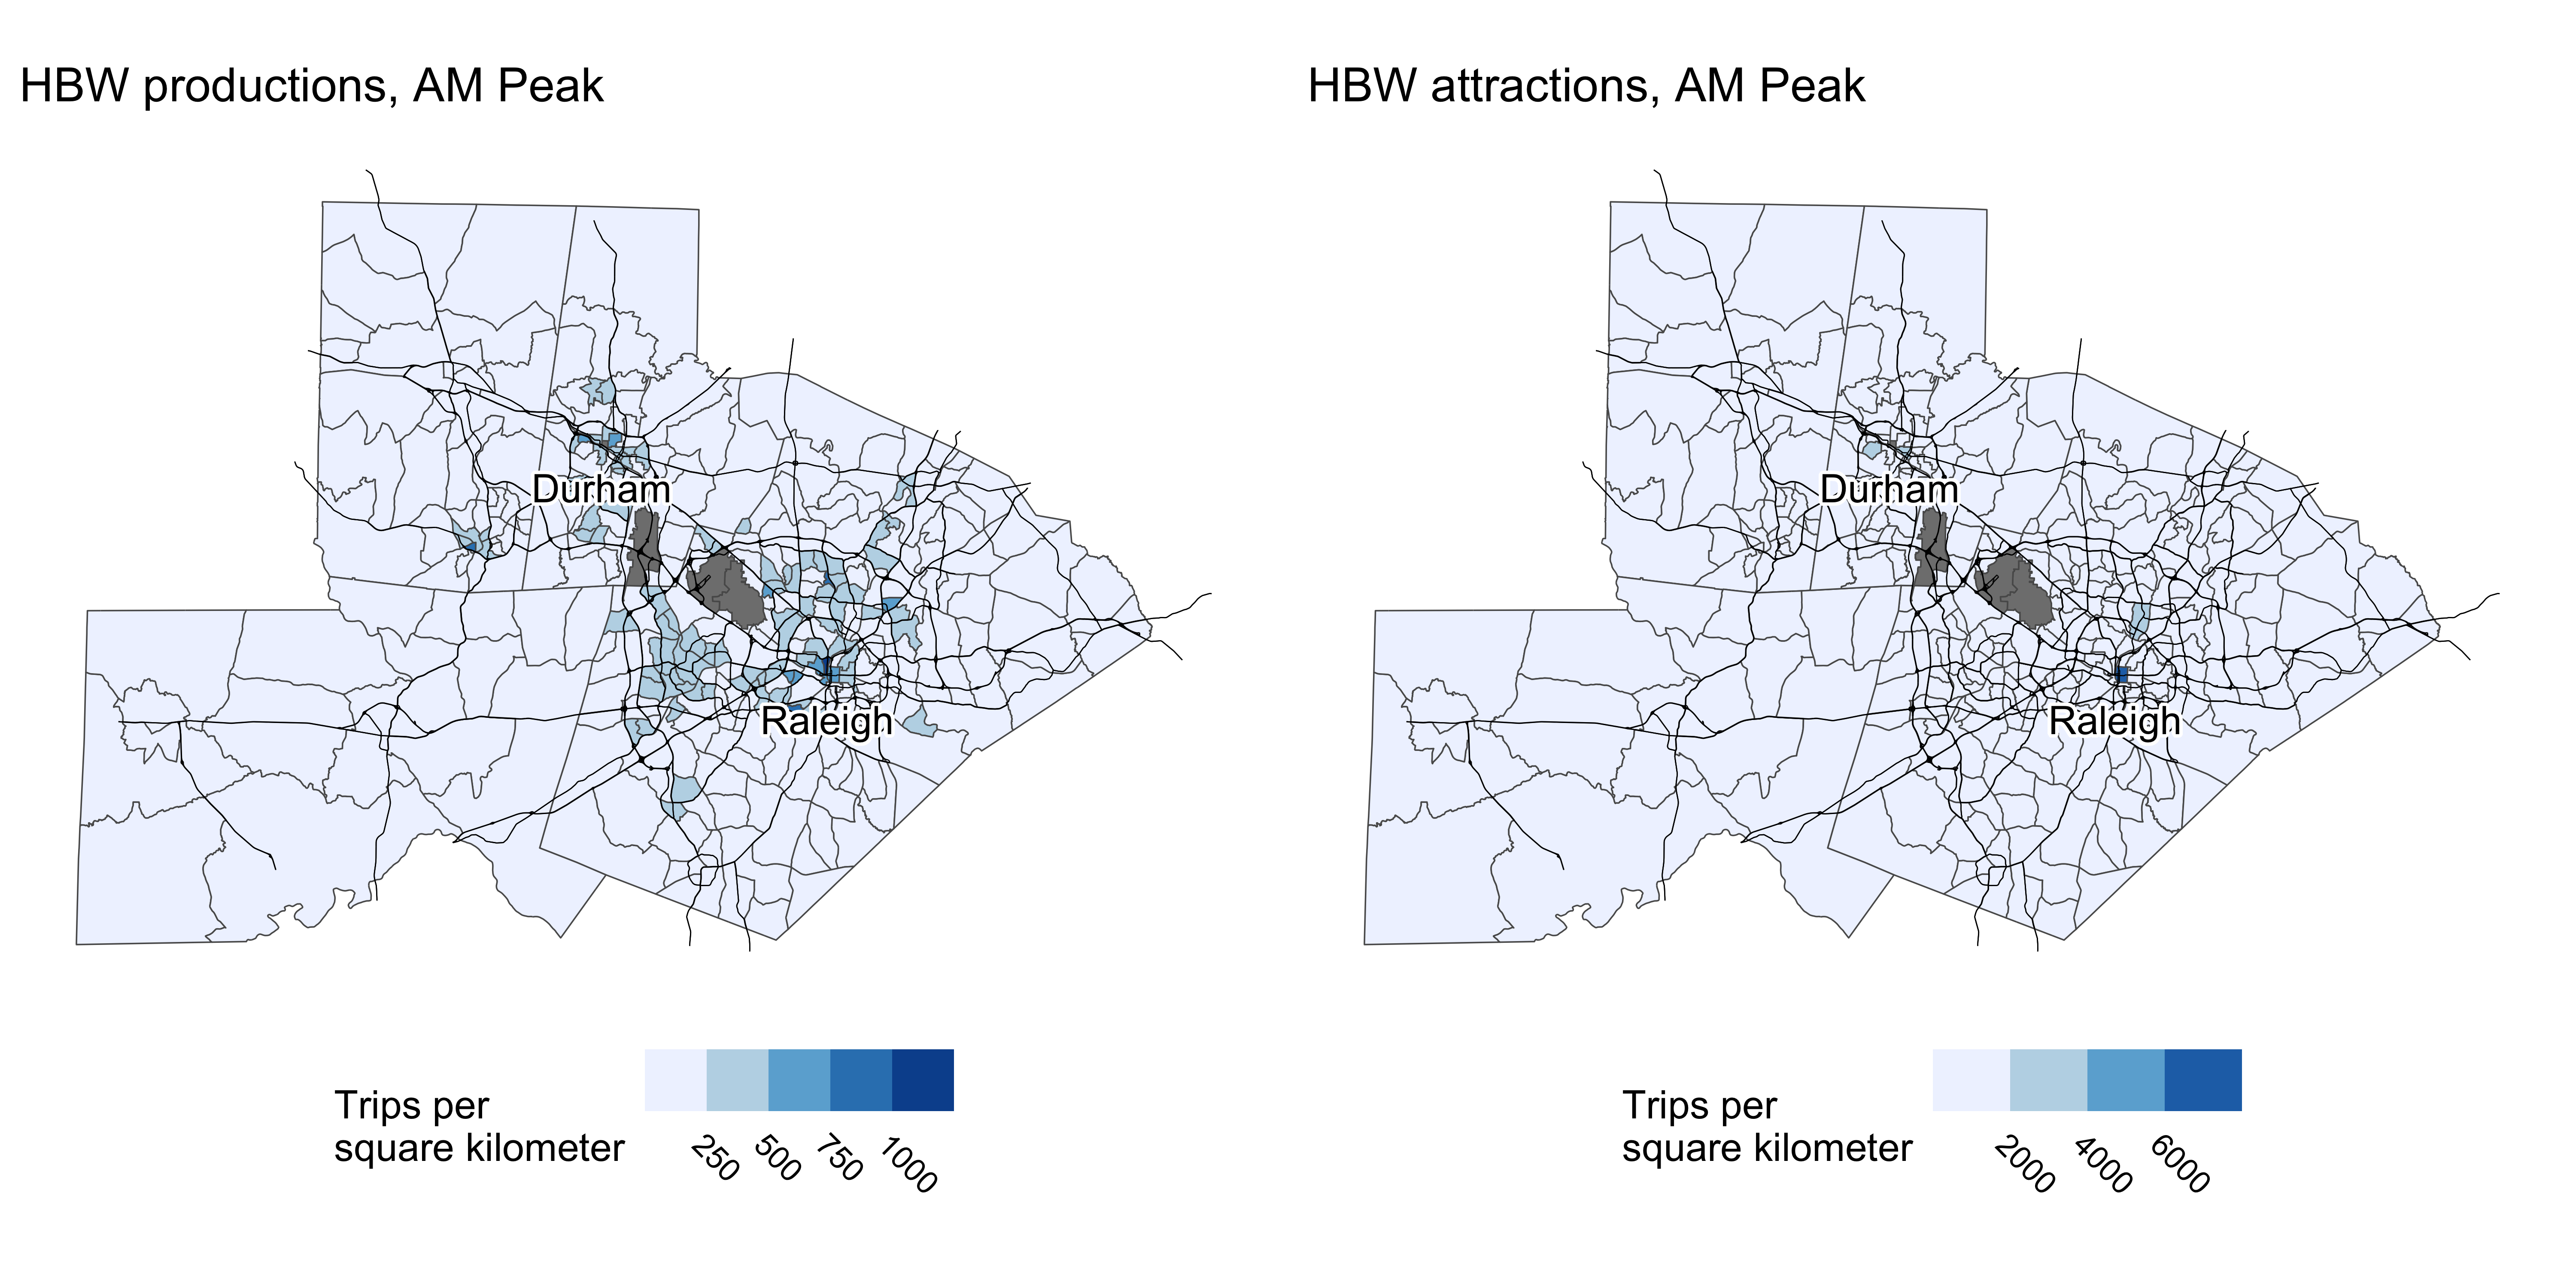 HBW productions, AM Peak
HBW attractions, AM Peak
Durham
Raleigh
Durham
Raleigh
Trips per
square kilometer
250
500
750
1000
Trips per
square kilometer
2000
4000
6000